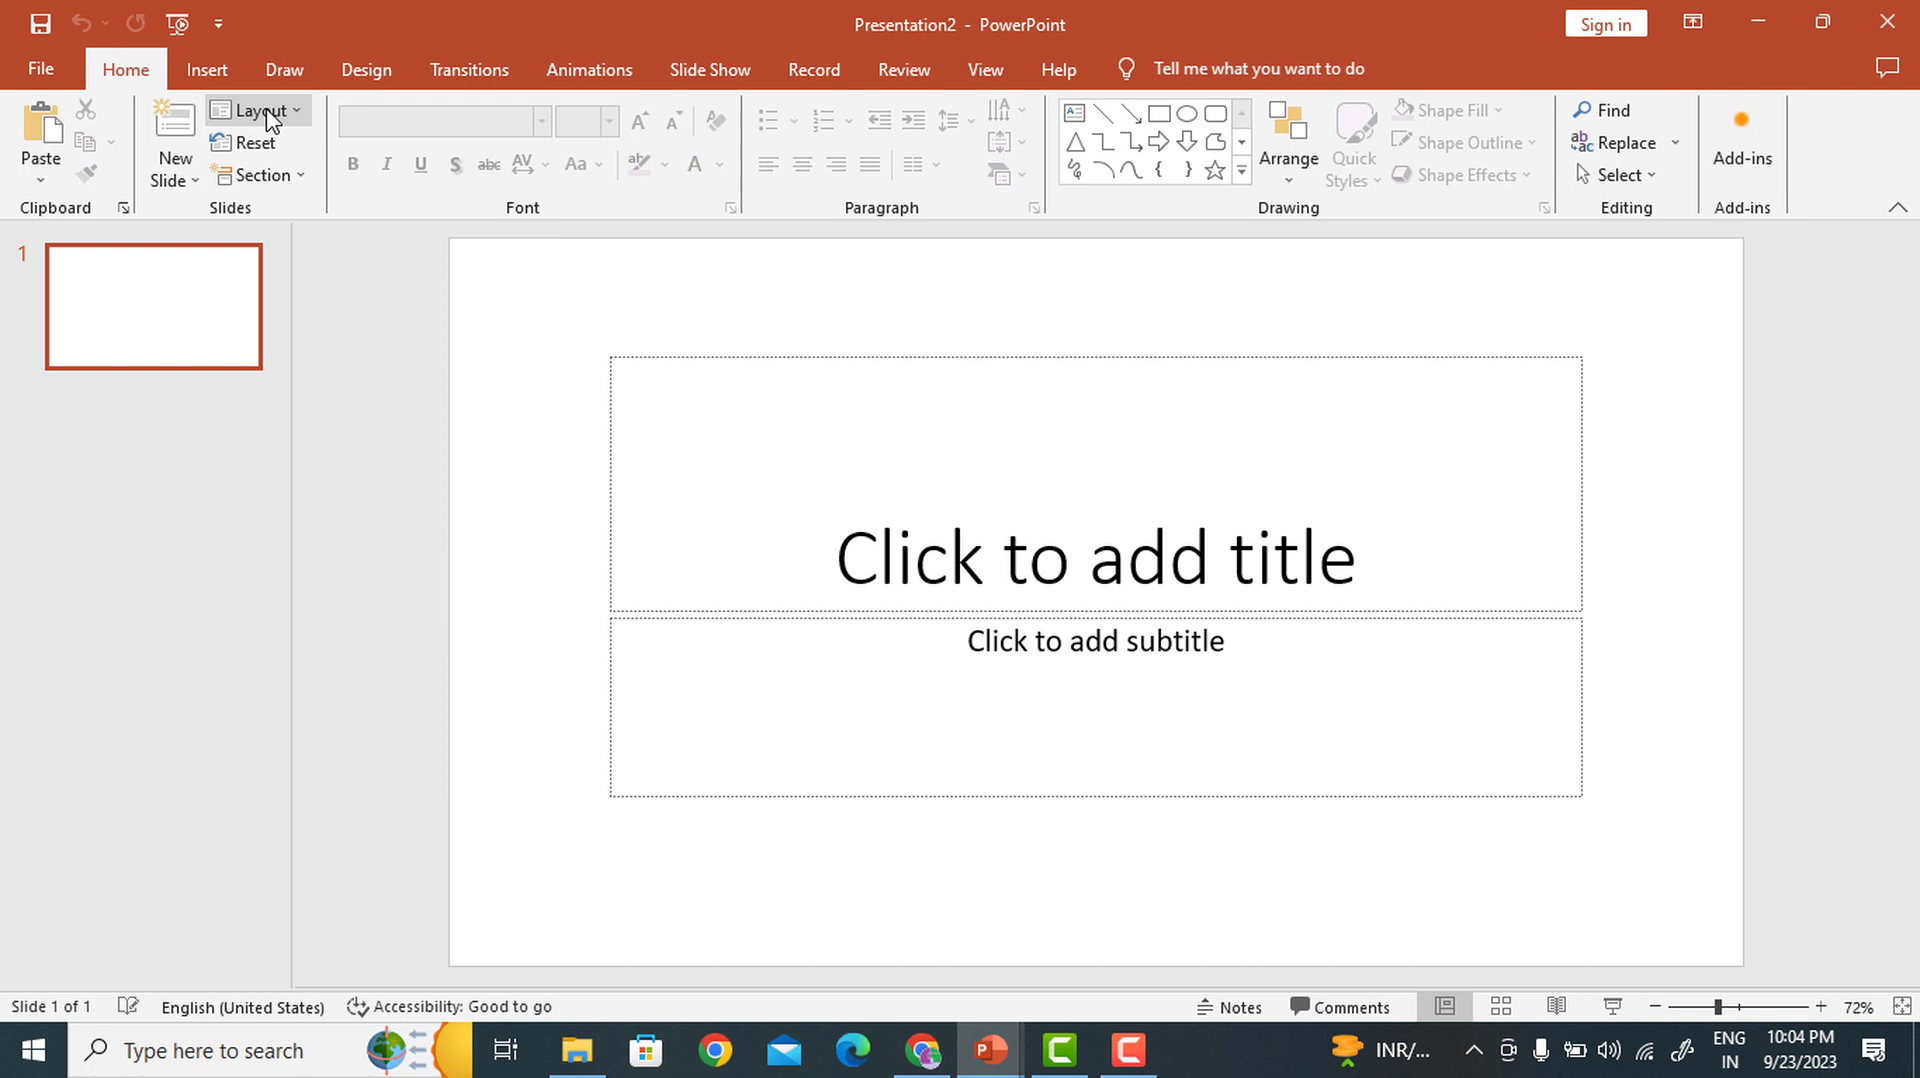 Presentation2 - PowerPoint
Sign in
File
Home
Insert
Draw
Design
Transitions
Animations
Slide Show
Record
Review
View
Help
Tell me what you want to do
Paste
Clipboard
New
Slide
Layout
Reset
Section
Slides
B I U S abc AV Aa A
Font
Paragraph
Arrange
Quick
Styles
Shape Fill
Shape Outline
Shape Effects
Drawing
Find
Replace
Select
Editing
Add-ins
Add-ins
1
Click to add title
Click to add subtitle
Slide 1 of 1
English (United States)
Accessibility: Good to go
Notes
Comments
72%
Type here to search
INR/...
ENG
IN
10:04 PM
9/23/2023